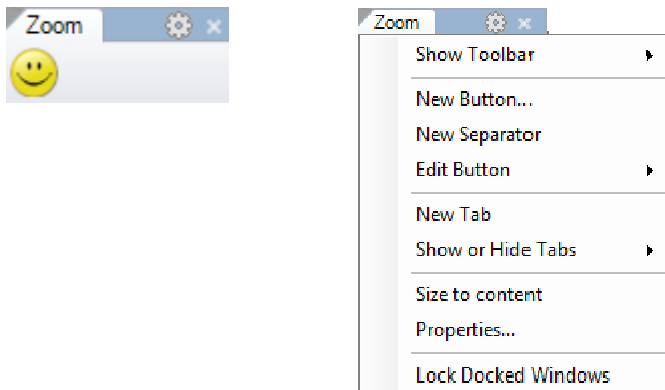 Zoom
Zoom
Show Toolbar
New Button...
New Separator
Edit Button
New Tab
Show or Hide Tabs
Size to content
Properties...
Lock Docked Windows